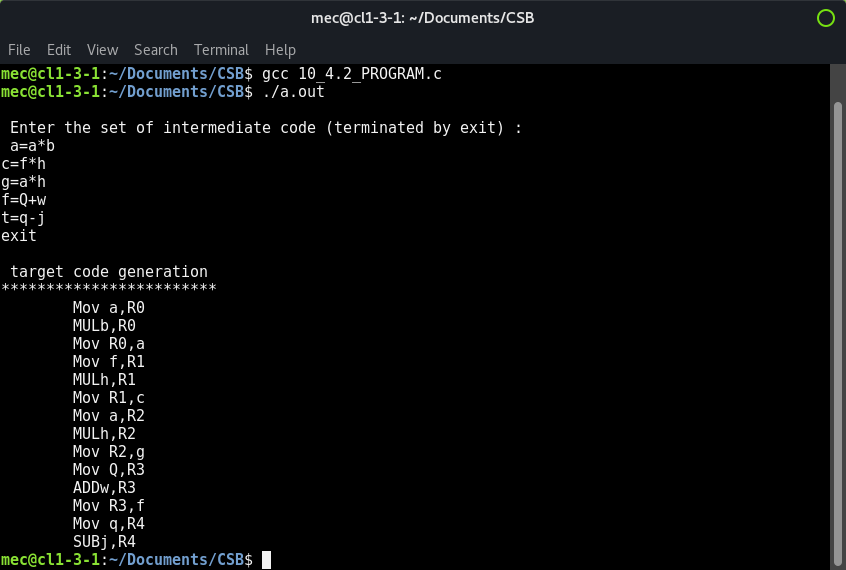 mec@cl1-3-1: ~/Documents/CSB
File Edit View Search Terminal Help
mec@cl1-3-1:~/Documents/CSB$ gcc 10_4.2_PROGRAM.c
mec@cl1-3-1:~/Documents/CSB$ ./a.out
Enter the set of intermediate code (terminated by exit) :
a=a*b
c=f*h
g=a*h
f=Q+w
t=q-j
exit
target code generation
************************
Mov a,R0
MULb,R0
Mov R0,a
Mov f,R1
MULh,R1
Mov R1,c
Mov a,R2
MULh,R2
Mov R2,g
Mov Q,R3
ADDw,R3
Mov R3,f
Mov q,R4
SUBj,R4
mec@cl1-3-1:~/Documents/CSB$